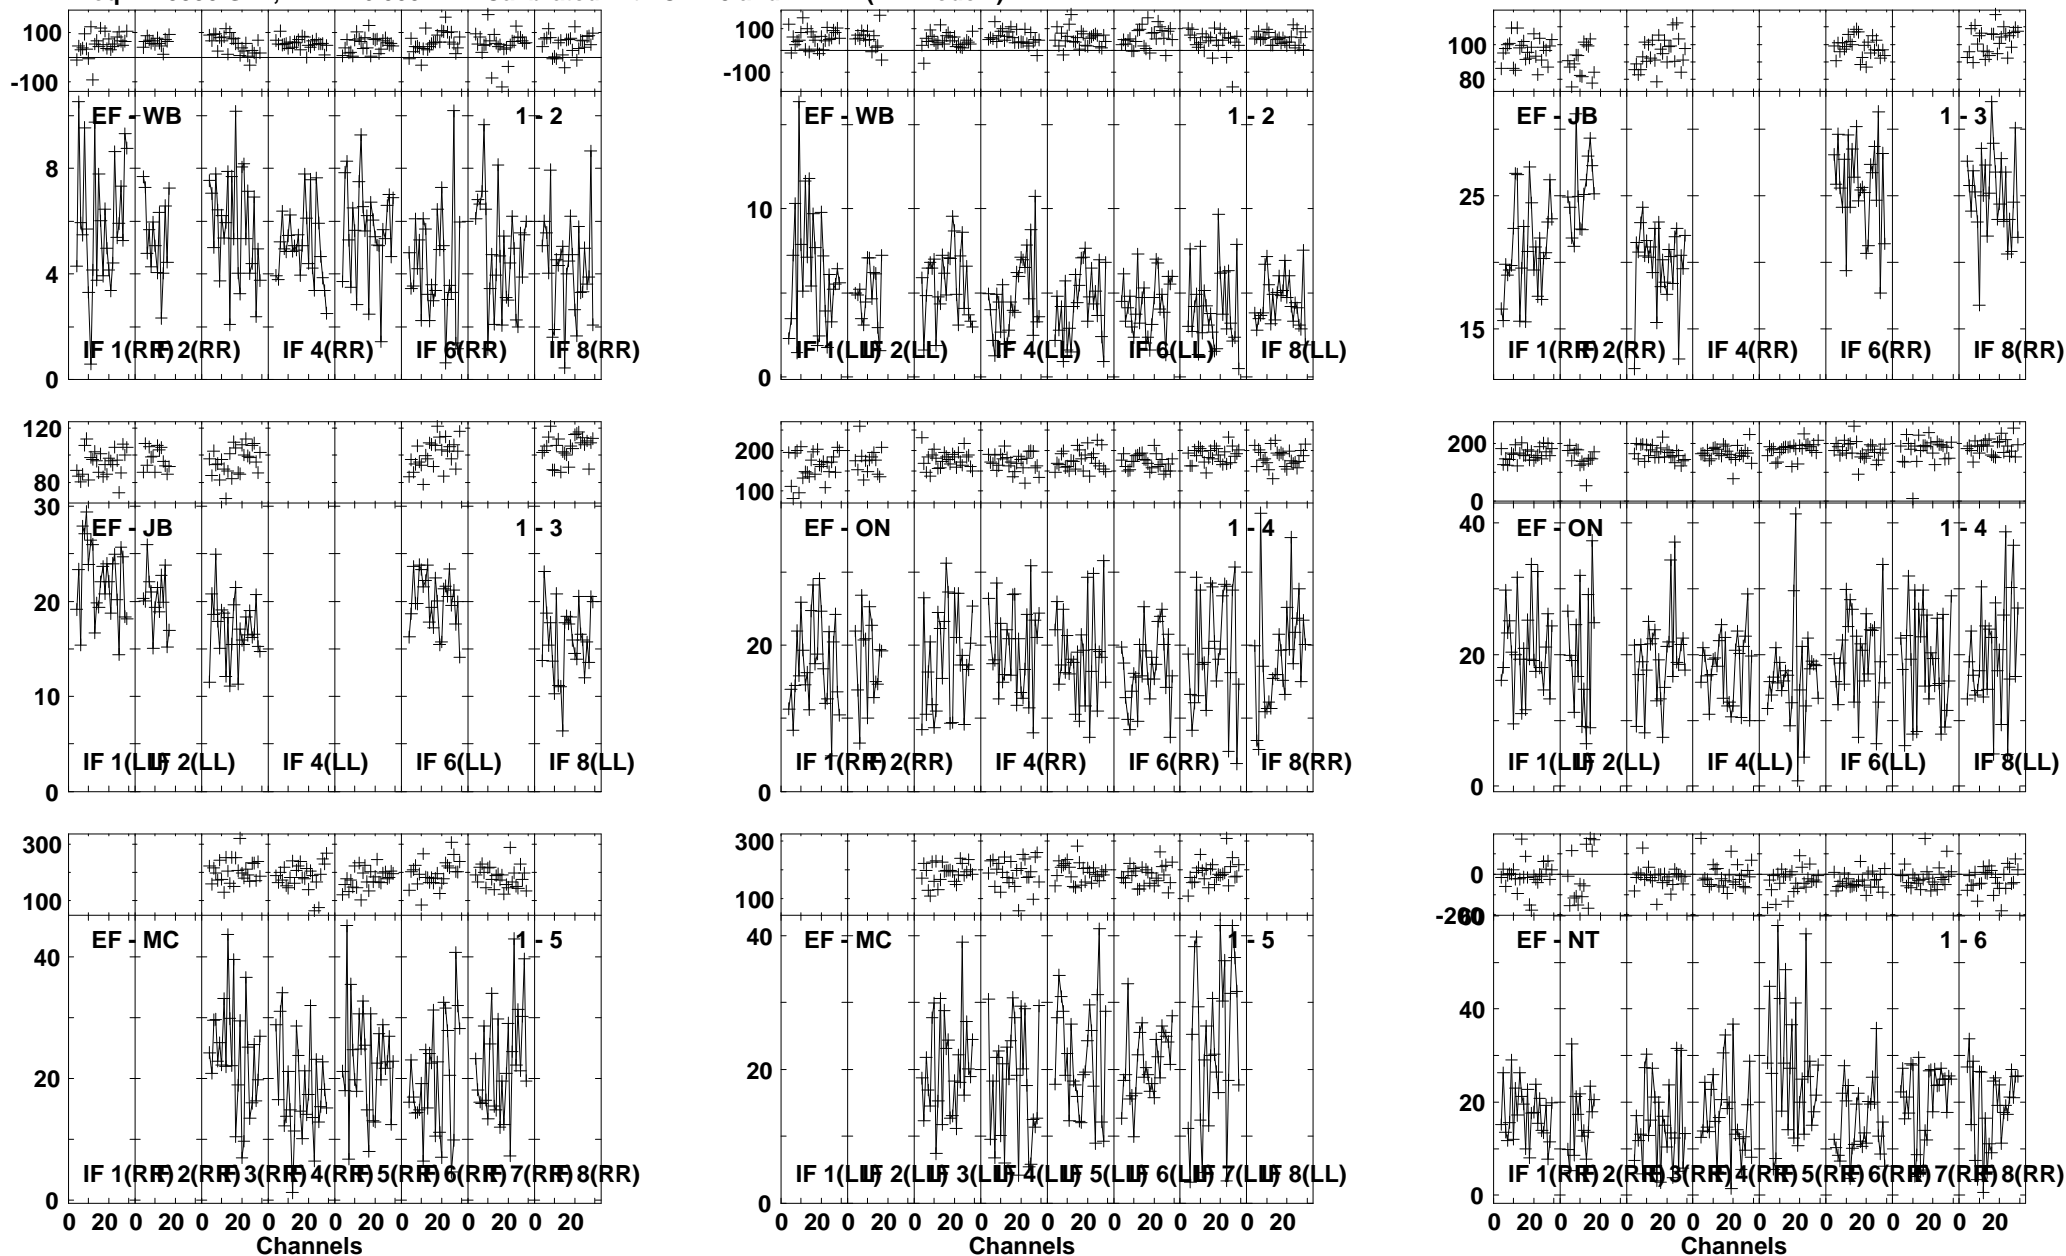 100
-100
EF - WB 1 - 2
8
4
0
IF 1(RR) IF 2(RR) IF 4(RR) IF 6(RR) IF 8(RR)
100
-100
EF - WB 1 - 2
10
0
IF 1(LL) IF 2(LL) IF 4(LL) IF 6(LL) IF 8(LL)
100
80
EF - JB 1 - 3
25
15
IF 1(RR) IF 2(RR) IF 4(RR) IF 6(RR) IF 8(RR)
120
80
30
EF - JB 1 - 3
20
10
0
IF 1(LL) IF 2(LL) IF 4(LL) IF 6(LL) IF 8(LL)
200
100
EF - ON 1 - 4
20
0
IF 1(RR) IF 2(RR) IF 4(RR) IF 6(RR) IF 8(RR)
200
0
40
EF - ON 1 - 4
20
0
IF 1(LL) IF 2(LL) IF 4(LL) IF 6(LL) IF 8(LL)
300
100
EF - MC 1 - 5
40
20
0
IF 1(RR) IF 2(RR) IF 3(RR) IF 4(RR) IF 5(RR) IF 6(RR) IF 7(RR) IF 8(RR)
0 20 0 20 0 20 0 20 0 20 0 20 0 20 0 20
Channels
300
100
40
EF - MC 1 - 5
20
0
IF 1(LL) IF 2(LL) IF 3(LL) IF 4(LL) IF 5(LL) IF 6(LL) IF 7(LL) IF 8(LL)
0 20 0 20 0 20 0 20 0 20 0 20 0 20 0 20
Channels
0
-200
60
EF - NT 1 - 6
40
20
0
IF 1(RR) IF 2(RR) IF 3(RR) IF 4(RR) IF 5(RR) IF 6(RR) IF 7(RR) IF 8(RR)
0 20 0 20 0 20 0 20 0 20 0 20 0 20 0 20
Channels